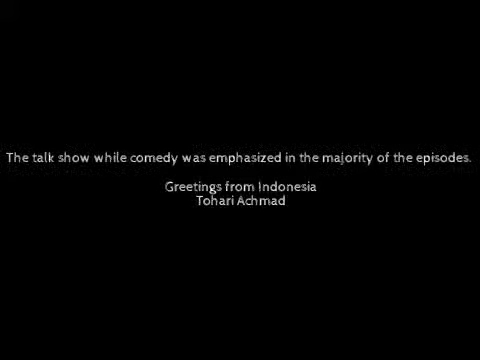 The talk show while comedy was emphasized in the majority of the episodes.
Greetings from Indonesia
Tohari Achmad